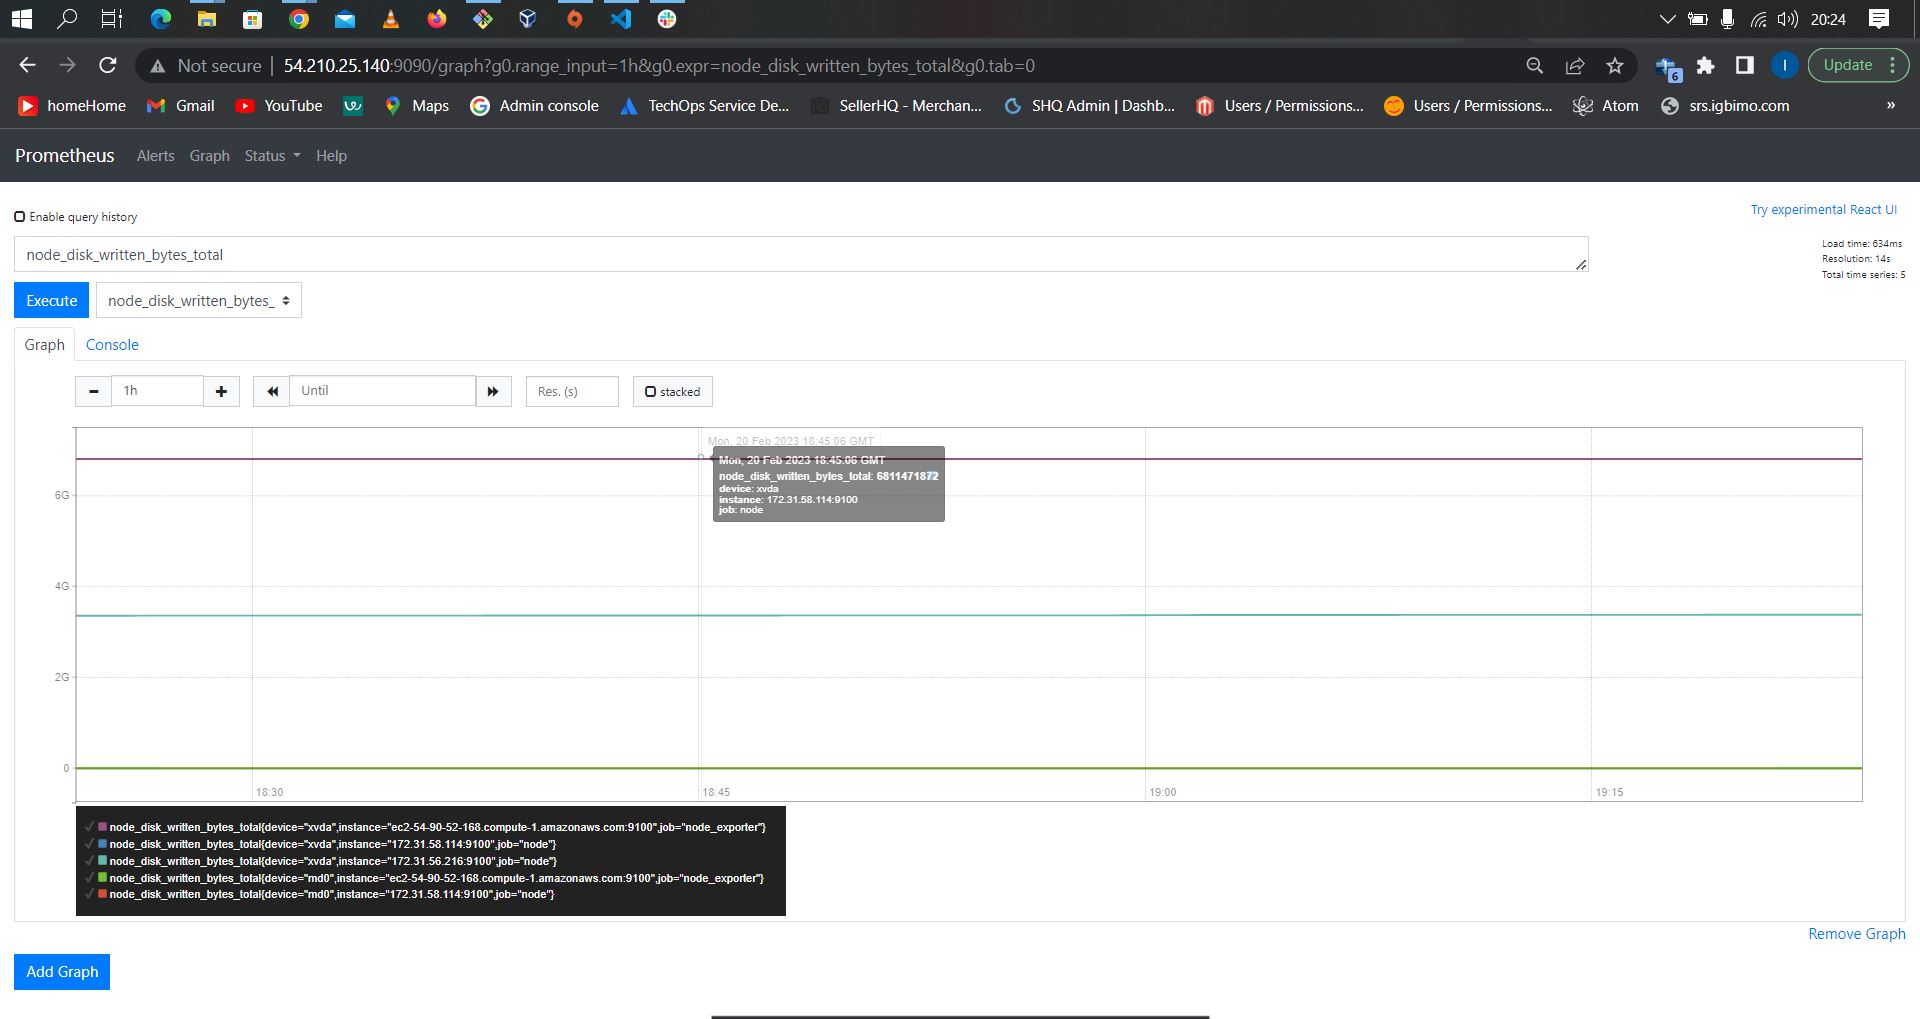 20:24
Not secure | 54.210.25.140:9090/graph?g0.range_input=1h&g0.expr=node_disk_written_bytes_total&g0.tab=0
6
I
Update
homeHome Gmail YouTube Maps Admin console TechOps Service De... SellerHQ - Merchan... SHQ Admin | Dashb... Users / Permissions... Users / Permissions... Atom srs.igbimo.com »
Prometheus Alerts Graph Status Help
Enable query history
Try experimental React UI
node_disk_written_bytes_total
Load time: 634ms
Resolution: 14s
Total time series: 5
Execute node_disk_written_bytes_
Graph Console
1h Until Res. (s) stacked
Mon, 20 Feb 2023 18:45:06 GMT
Mon, 20 Feb 2023 18:45:06 GMT
node_disk_written_bytes_total: 6811471872
device: xvda
instance: 172.31.58.114:9100
job: node
6G
4G
2G
0
18:30 18:45 19:00 19:15
node_disk_written_bytes_total{device="xvda",instance="ec2-54-90-52-168.compute-1.amazonaws.com:9100",job="node_exporter"}
node_disk_written_bytes_total{device="xvda",instance="172.31.58.114:9100",job="node"}
node_disk_written_bytes_total{device="xvda",instance="172.31.56.216:9100",job="node"}
node_disk_written_bytes_total{device="md0",instance="ec2-54-90-52-168.compute-1.amazonaws.com:9100",job="node_exporter"}
node_disk_written_bytes_total{device="md0",instance="172.31.58.114:9100",job="node"}
Remove Graph
Add Graph